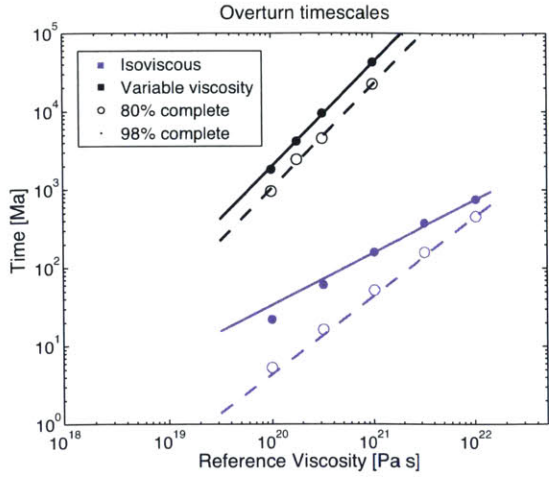 Overturn timescales
Isoviscous
Variable viscosity
80% complete
98% complete
Time [Ma]
10^5
10^4
10^3
10^2
10^1
10^0
10^18
10^19
10^20
10^21
10^22
Reference Viscosity [Pa s]